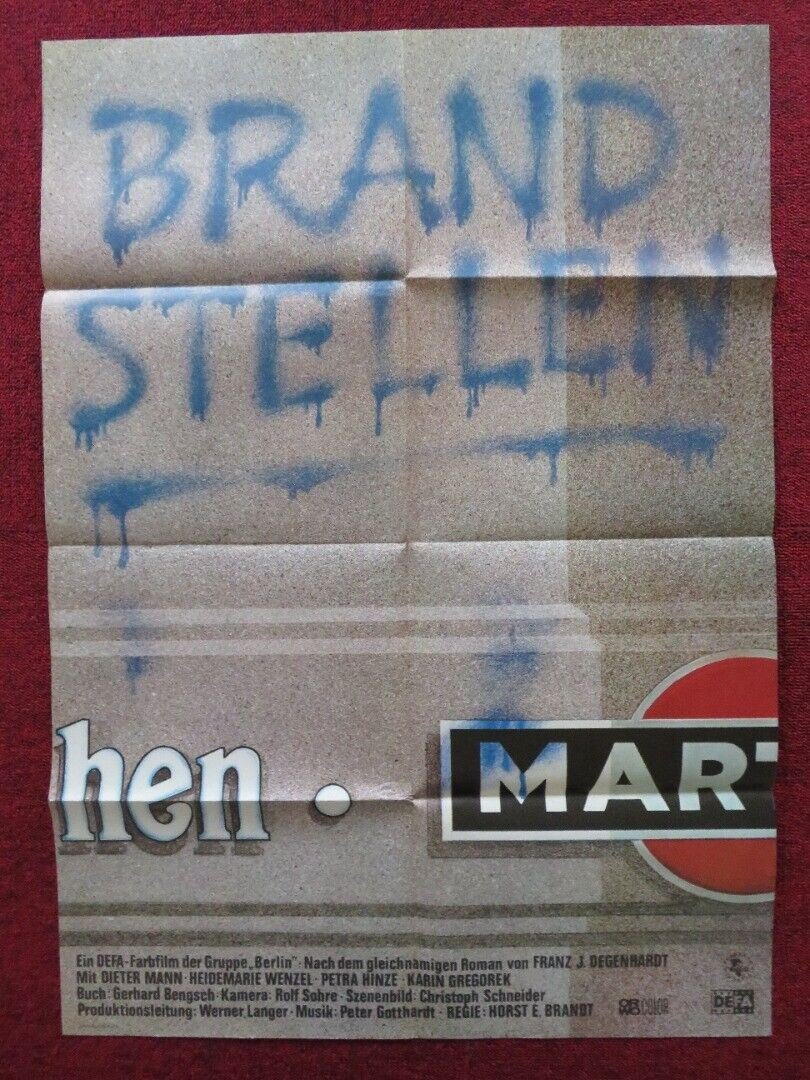 BRAND
STELLEN
hen · MART
Ein DEFA-Farbfilm der Gruppe „Berlin" · Nach dem gleichnamigen Roman von FRANZ J. DEGENHARDT
Mit DIETER MANN · HEIDEMARIE WENZEL · PETRA HINZE · KARIN GREGOREK
Buch: Gerhard Bengsch · Kamera: Rolf Sohre · Szenenbild: Christoph Schneider
Produktionsleitung: Werner Langer · Musik: Peter Gotthardt · REGIE: HORST E. BRANDT
ORWO COLOR
DEFA